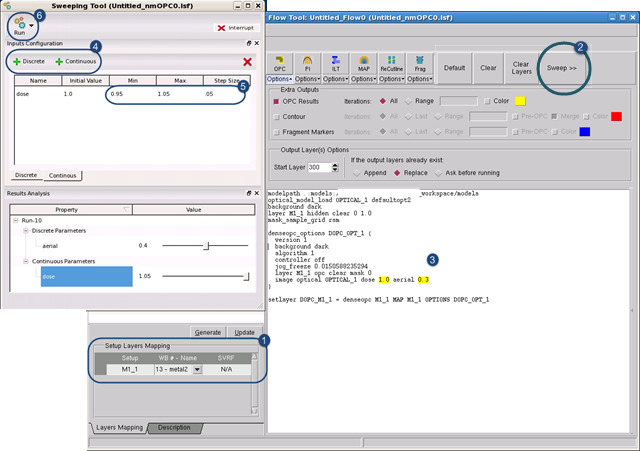 Sweeping Tool (Untitled_nmOPC0.lsf)
6
Run
Interrupt
Inputs Configuration
4
Discrete
Continuous
Name Initial Value Min Max Step Size
dose 1.0 0.95 1.05 .05
5
Discrete Continuous
Results Analysis
Property Value
Run-10
Discrete Parameters
aerial 0.4
Continuous Parameters
dose 1.05
Generate Update
1
Setup Layers Mapping
Setup WB # - Name SVRF
M1_1 13 - metal2 N/A
Layers Mapping Description
Flow Tool: Untitled_Flow0 (Untitled_nmOPC0.lsf)
2
OPC PI ILT MAP ReCutline Frag
Options Options Options Options Options Options
Default Clear Clear Layers Sweep >>
Extra Outputs
OPC Results Iterations: All Range Color
Contour Iterations: All Last Range Pre-OPC Merge Color
Fragment Markers Iterations: All Last Range Pre-OPC Color
Output Layer(s) Options
Start Layer 300 If the output layers already exist:
Append Replace Ask before running
modelpath workspace/models
optical_model_load OPTICAL_1 defaultopt2
background dark
layer M1_1 hidden clear 0 1.0
mask_sample_grid rsm
denseopc_options DOPC_OPT_1 {
version 1
background dark
algorithm 1
controller off
jog_freeze 0.0150588235294
layer M1_1 opc clear mask 0
image optical OPTICAL_1 dose 1.0 aerial 0.3
}
3
setlayer DOPC_M1_1 = denseopc M1_1 MAP M1_1 OPTIONS DOPC_OPT_1